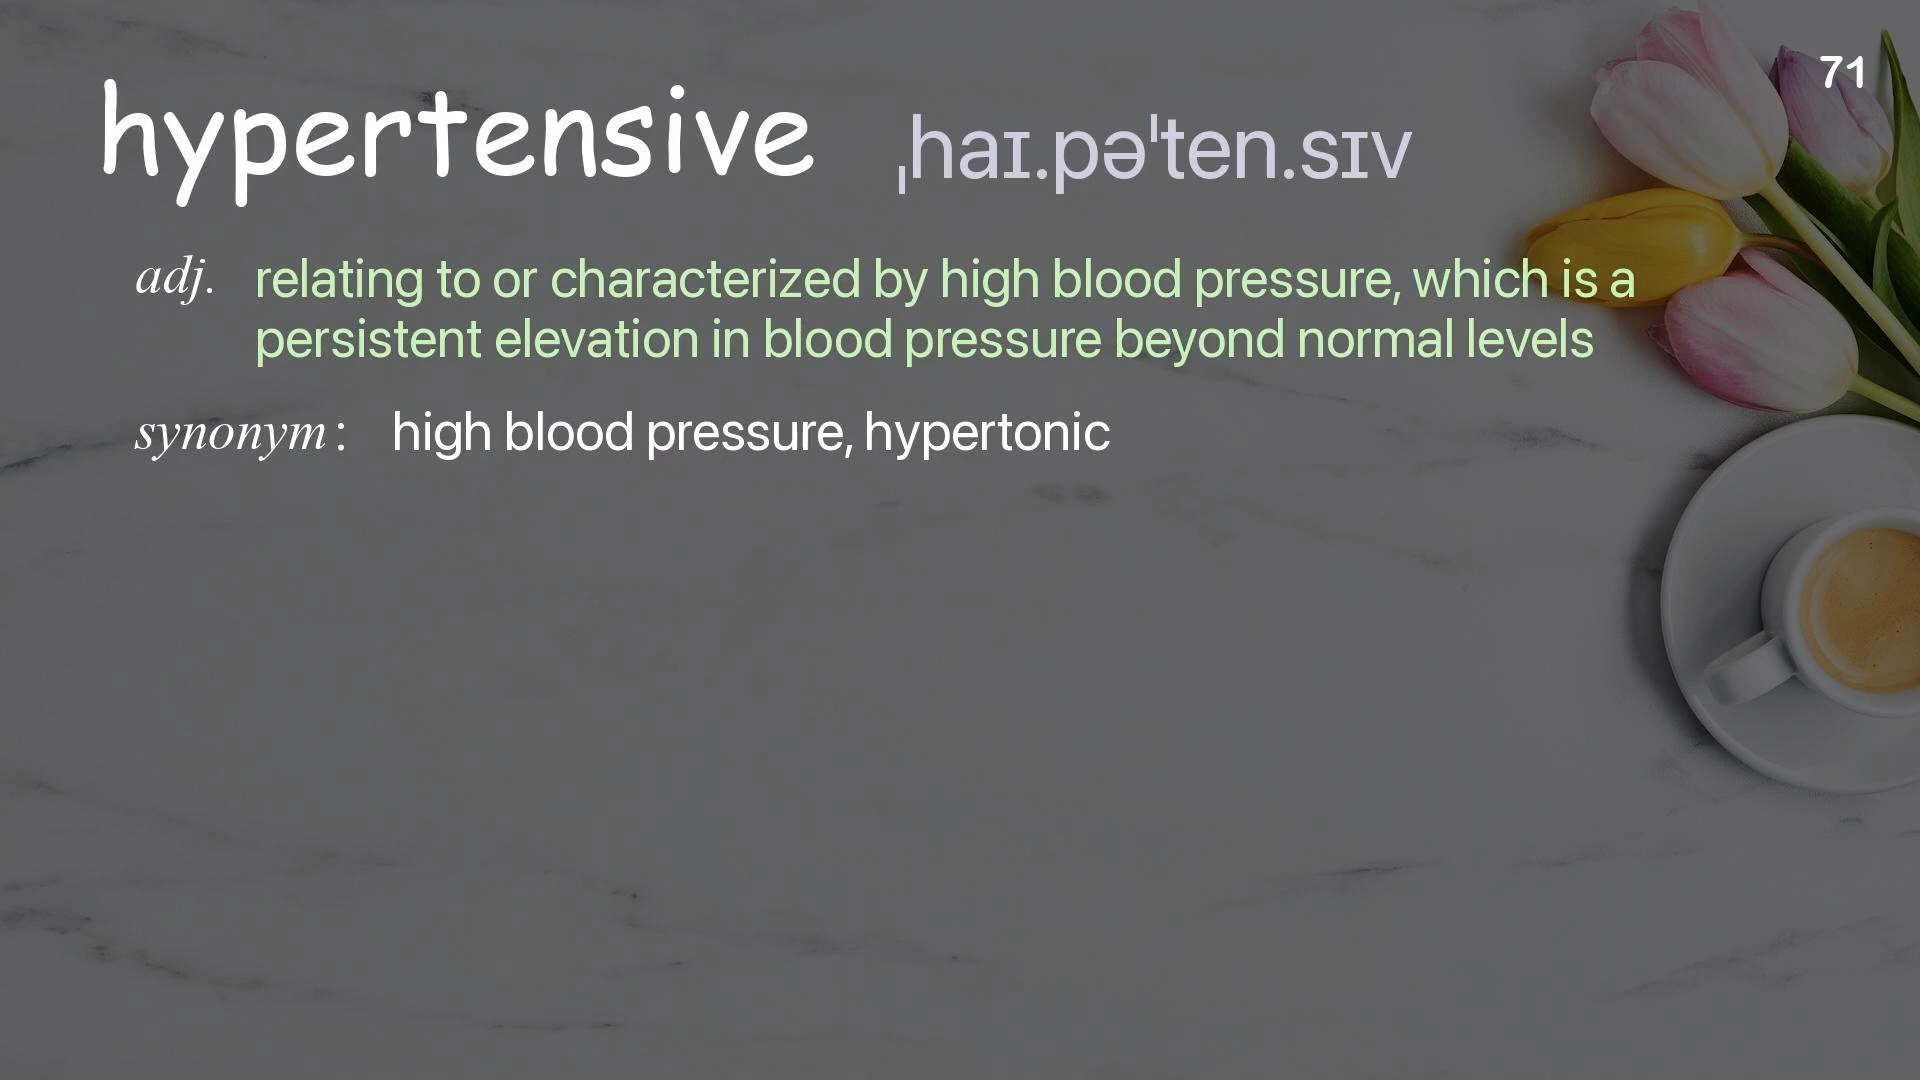 71
hypertensive ˌhaɪ.pəˈten.sɪv
adj. relating to or characterized by high blood pressure, which is a
persistent elevation in blood pressure beyond normal levels
synonym : high blood pressure, hypertonic